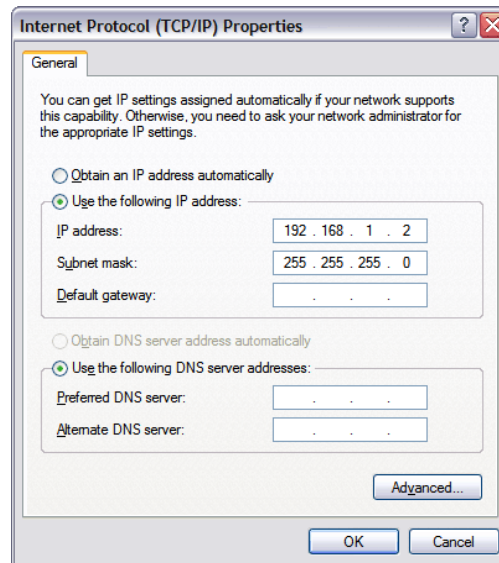 Internet Protocol (TCP/IP) Properties
General
You can get IP settings assigned automatically if your network supports
this capability. Otherwise, you need to ask your network administrator for
the appropriate IP settings.
Obtain an IP address automatically
Use the following IP address:
IP address: 192 . 168 . 1 . 2
Subnet mask: 255 . 255 . 255 . 0
Default gateway: . . .
Obtain DNS server address automatically
Use the following DNS server addresses:
Preferred DNS server: . . .
Alternate DNS server: . . .
Advanced...
OK Cancel